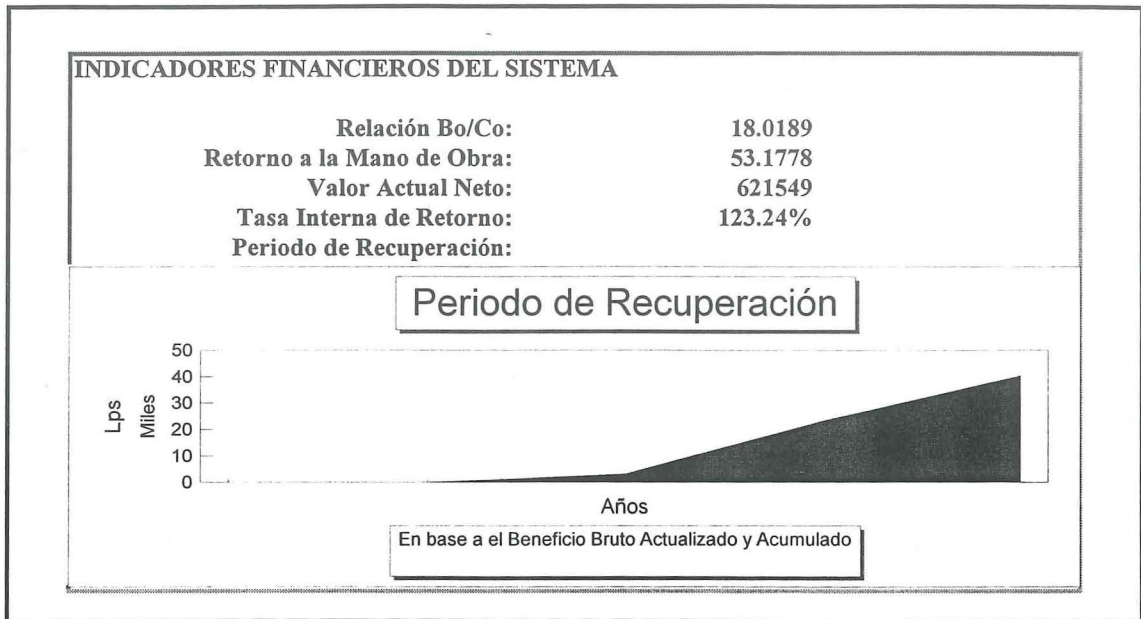 INDICADORES FINANCIEROS DEL SISTEMA
Relación Bo/Co: 18.0189
Retorno a la Mano de Obra: 53.1778
Valor Actual Neto: 621549
Tasa Interna de Retorno: 123.24%
Periodo de Recuperación:
Periodo de Recuperación
Lps
Miles
50
40
30
20
10
0
Años
En base a el Beneficio Bruto Actualizado y Acumulado